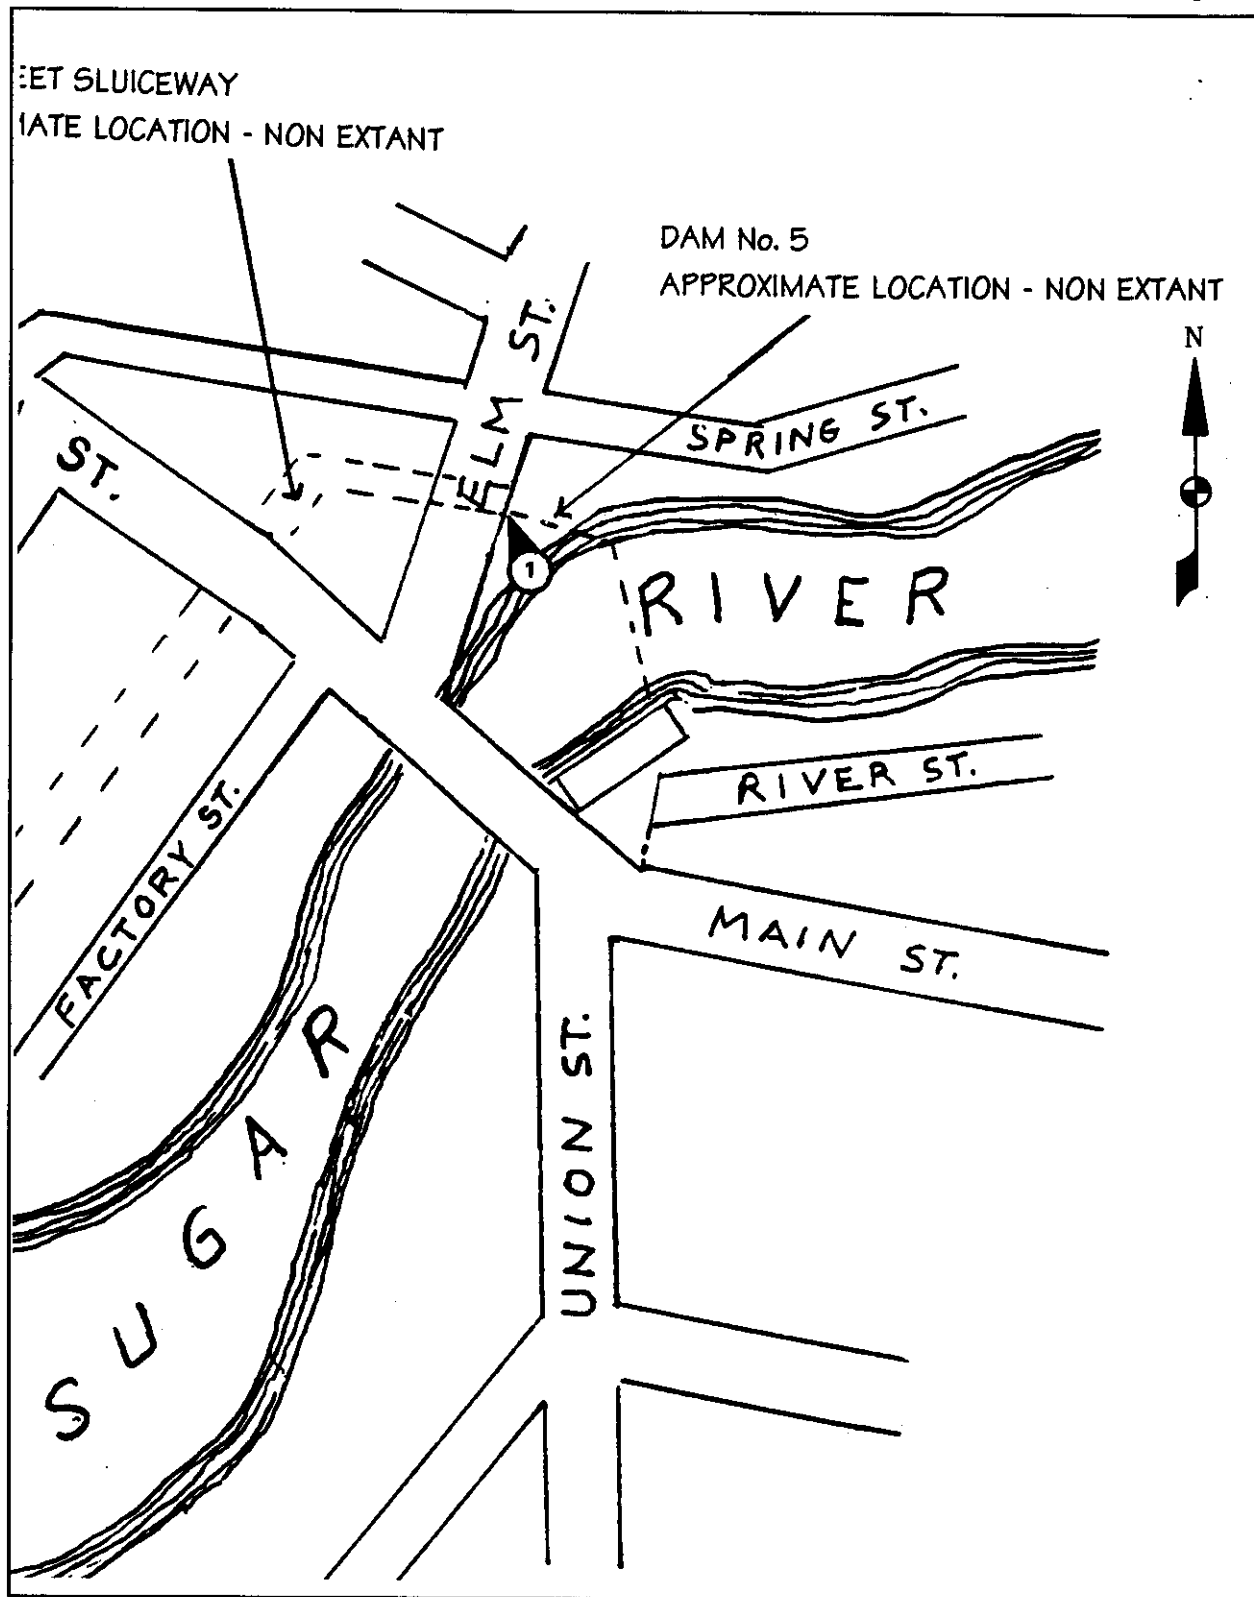 EET SLUICEWAY
MATE LOCATION - NON EXTANT
DAM No. 5
APPROXIMATE LOCATION - NON EXTANT
N
ELM ST.
SPRING ST.
ST.
1
RIVER
RIVER ST.
FACTORY ST.
MAIN ST.
SUGAR
UNION ST.